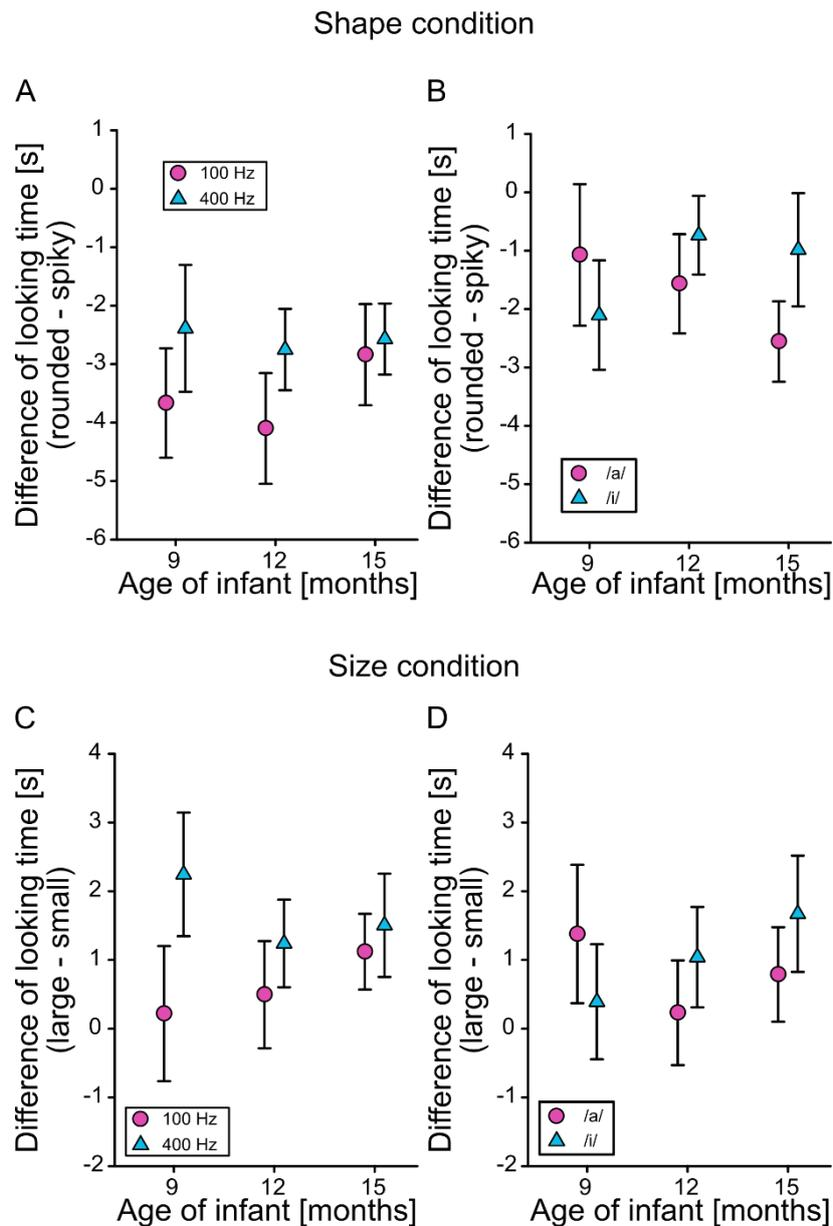 Shape condition
A
Difference of looking time [s]
(rounded - spiky)
1
0
-1
-2
-3
-4
-5
-6
100 Hz
400 Hz
9 12 15
Age of infant [months]
B
Difference of looking time [s]
(rounded - spiky)
1
0
-1
-2
-3
-4
-5
-6
/a/
/i/
9 12 15
Age of infant [months]
Size condition
C
Difference of looking time [s]
(large - small)
4
3
2
1
0
-1
-2
100 Hz
400 Hz
9 12 15
Age of infant [months]
D
Difference of looking time [s]
(large - small)
4
3
2
1
0
-1
-2
/a/
/i/
9 12 15
Age of infant [months]